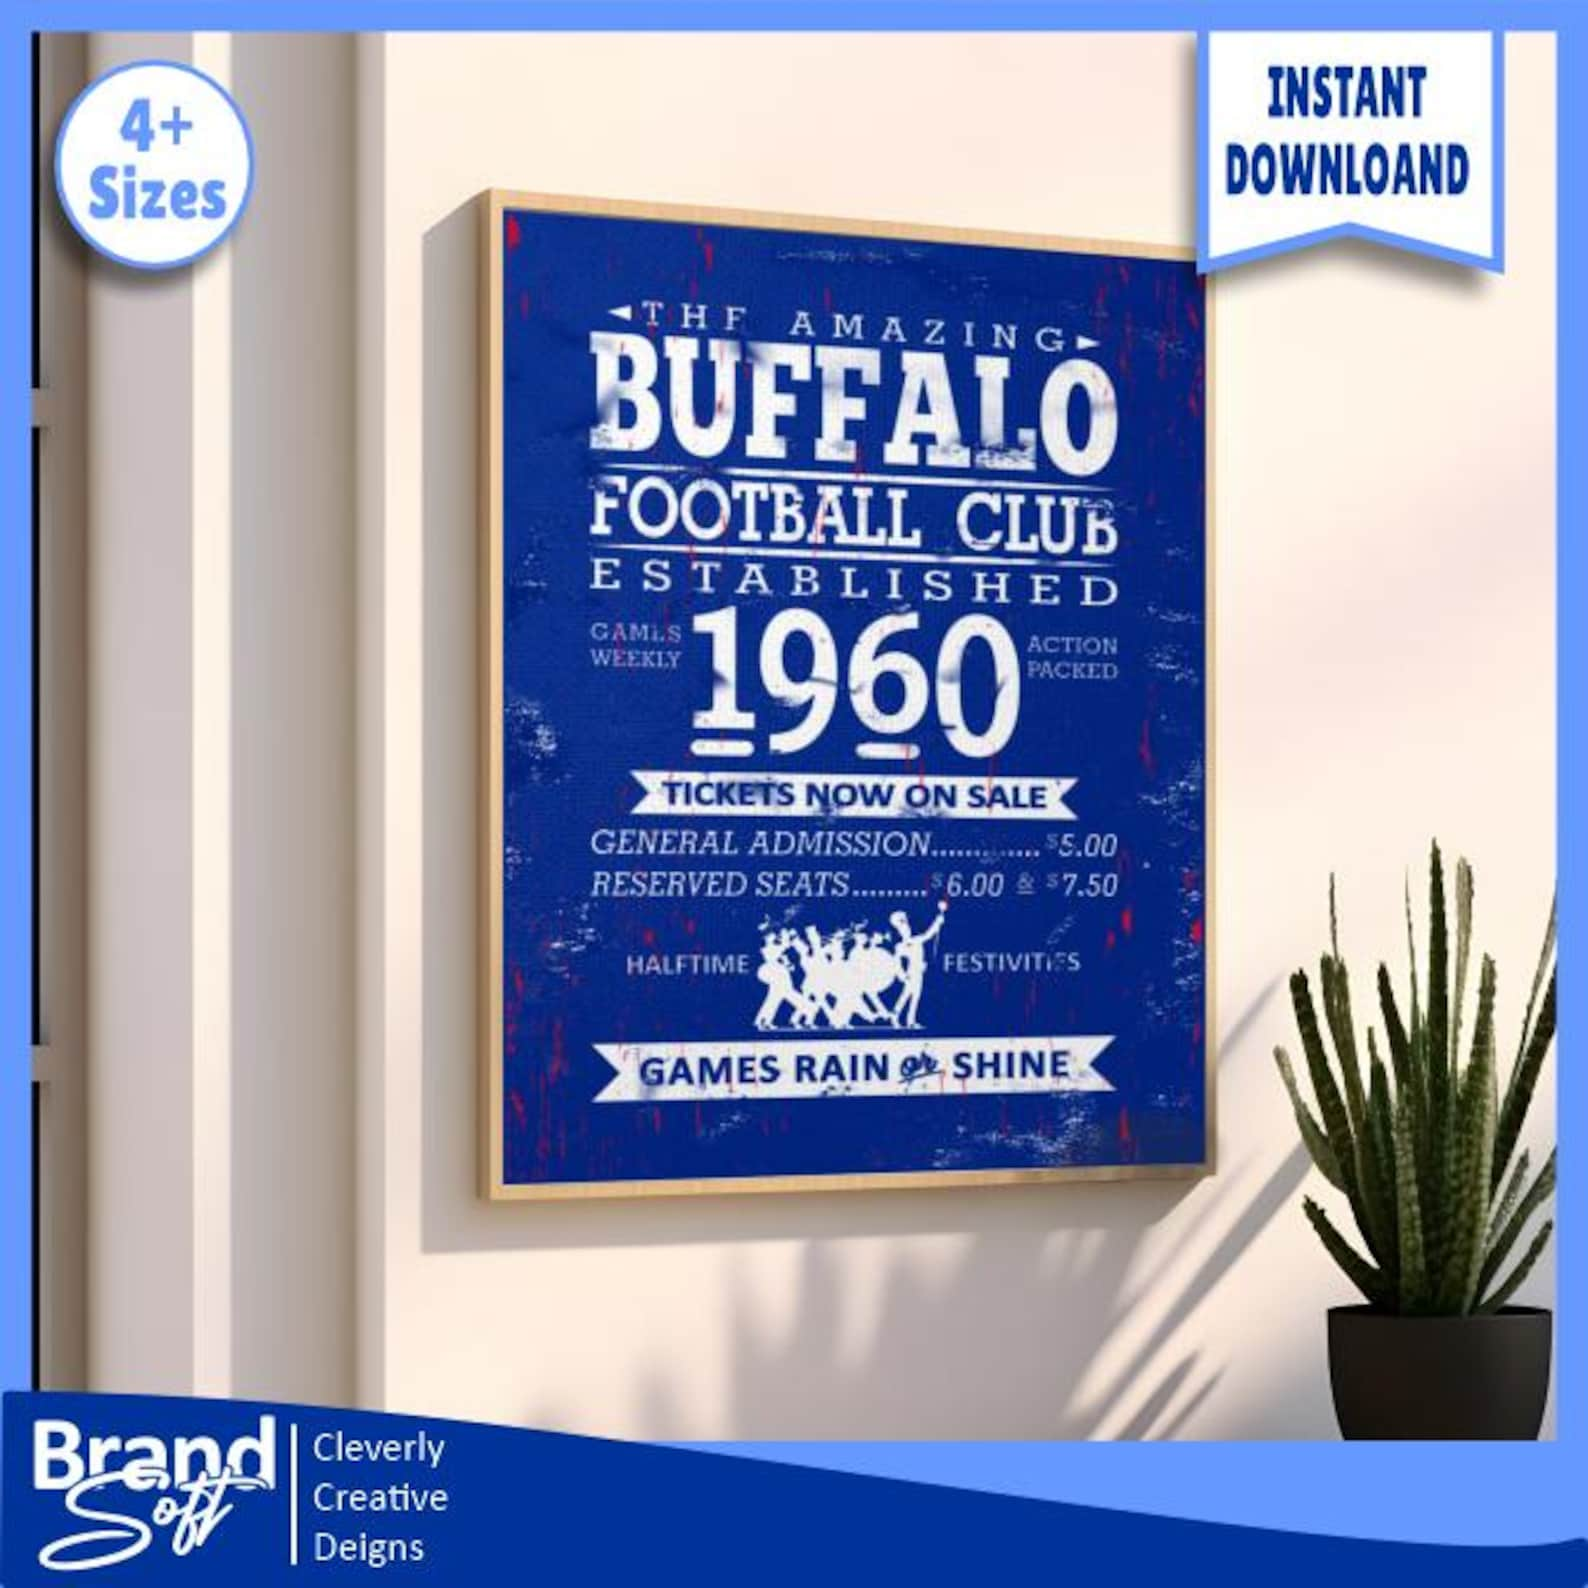 4+
Sizes
INSTANT
DOWNLOAND
THE AMAZING
BUFFALO
FOOTBALL CLUB
ESTABLISHED
GAMES
WEEKLY
1960
ACTION
PACKED
TICKETS NOW ON SALE
GENERAL ADMISSION............. $5.00
RESERVED SEATS.........$6.00 & $7.50
HALFTIME FESTIVITIES
GAMES RAIN or SHINE
Brand
Soft
Cleverly
Creative
Deigns